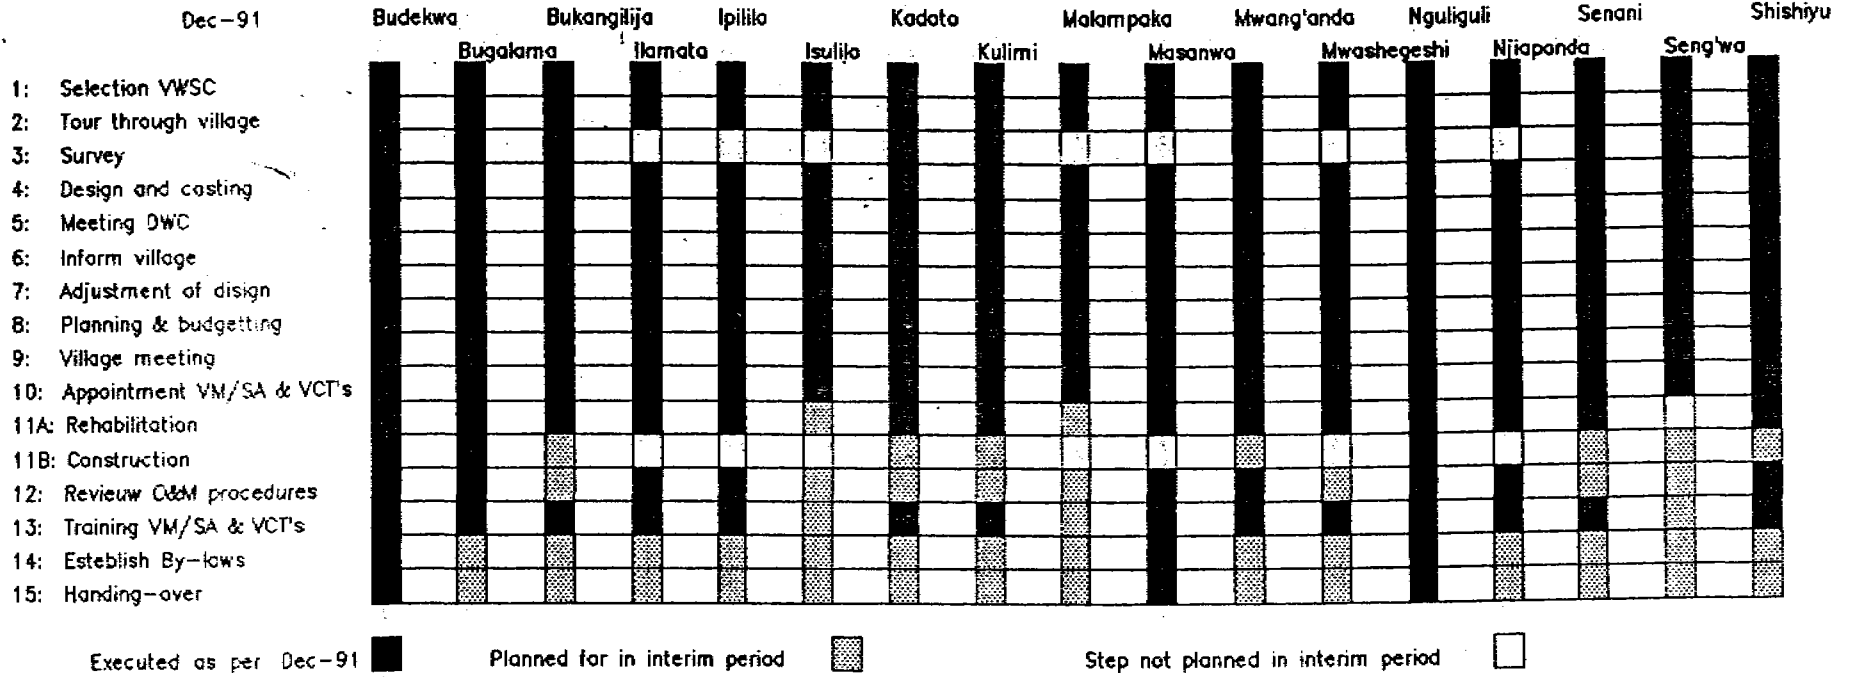 Dec-91 Budekwa Bukangilija Ipililo Kadoto Malampaka Mwang'anda Nguliguli Senani Shishiyu
Bugalama Ilamata Isulilo Kulimi Masanwa Mwashegeshi Njiaponda Seng'wa
1: Selection VWSC
2: Tour through village
3: Survey
4: Design and costing
5: Meeting DWC
6: Inform village
7: Adjustment of disign
8: Planning & budgetting
9: Village meeting
10: Appointment VM/SA & VCT's
11A: Rehabilitation
11B: Construction
12: Revieuw O&M procedures
13: Training VM/SA & VCT's
14: Esteblish By-laws
15: Handing-over
Executed as per Dec-91 Planned for in interim period Step not planned in interim period